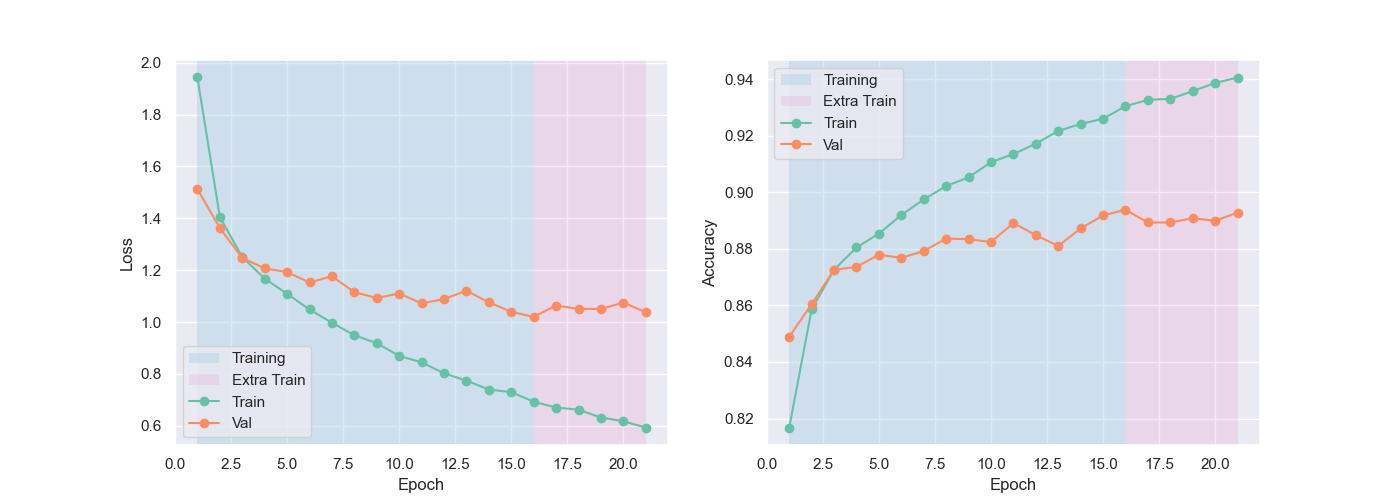 2.0
1.8
1.6
1.4
1.2
1.0
0.8
0.6
Loss
Training
Extra Train
Train
Val
0.0 2.5 5.0 7.5 10.0 12.5 15.0 17.5 20.0
Epoch
0.94
0.92
0.90
0.88
0.86
0.84
0.82
Accuracy
Training
Extra Train
Train
Val
0.0 2.5 5.0 7.5 10.0 12.5 15.0 17.5 20.0
Epoch